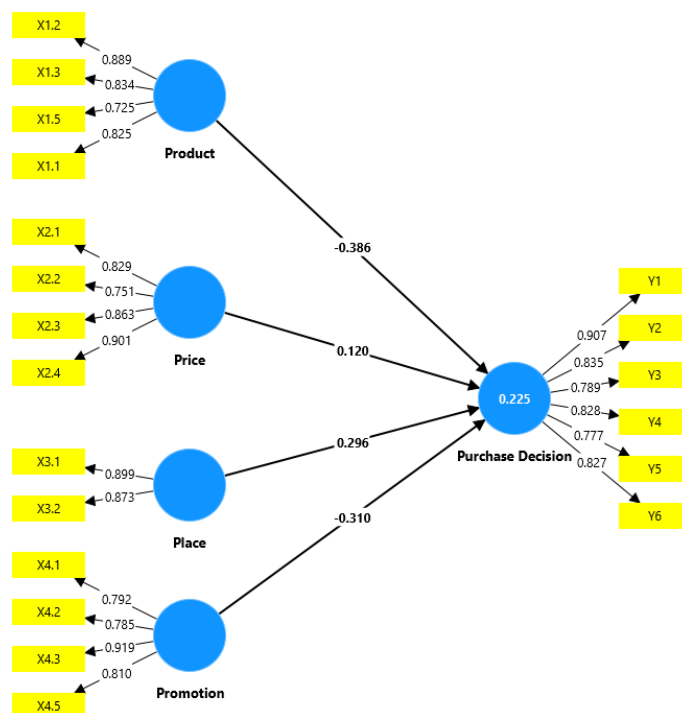 X1.2
0.889
X1.3
0.834
X1.5
0.725
X1.1
0.825
Product
-0.386
X2.1
0.829
X2.2
0.751
X2.3
0.863
X2.4
0.901
Price
0.120
X3.1
0.899
X3.2
0.873
Place
0.296
X4.1
0.792
X4.2
0.785
X4.3
0.919
X4.5
0.810
Promotion
-0.310
0.225
Purchase Decision
Y1
0.907
Y2
0.835
Y3
0.789
Y4
0.828
Y5
0.777
Y6
0.827